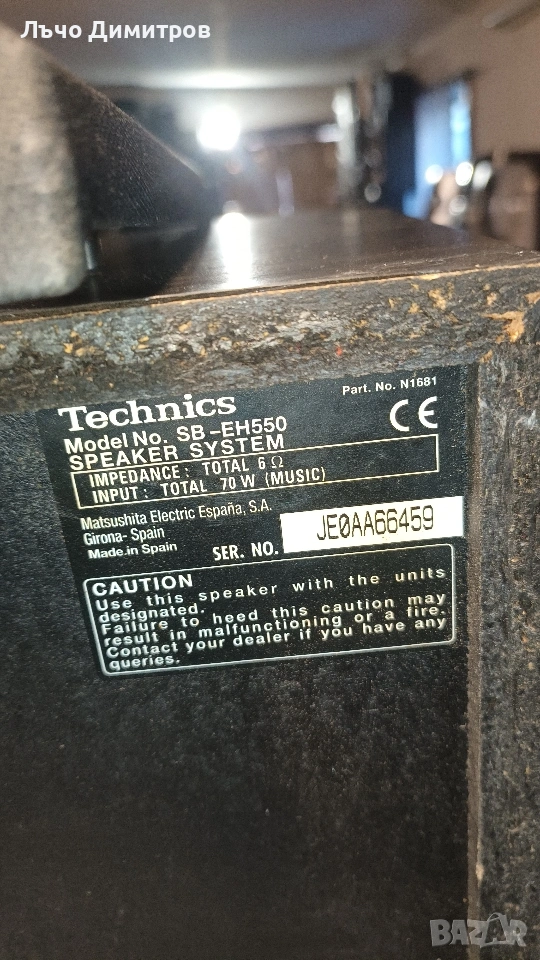 Лъчо Димитров
Technics
Part. No. N1681
Model No. SB-EH550
CE
SPEAKER SYSTEM
IMPEDANCE: TOTAL 6 Ω
INPUT: TOTAL 70 W (MUSIC)
Matsushita Electric España, S.A.
Girona- Spain
Made in Spain
SER. NO. JE0AA66459
CAUTION
Use this speaker with the units
designated.
Failure to heed this caution may
result in malfunctioning or a fire.
Contact your dealer if you have any
queries.
BAZAR